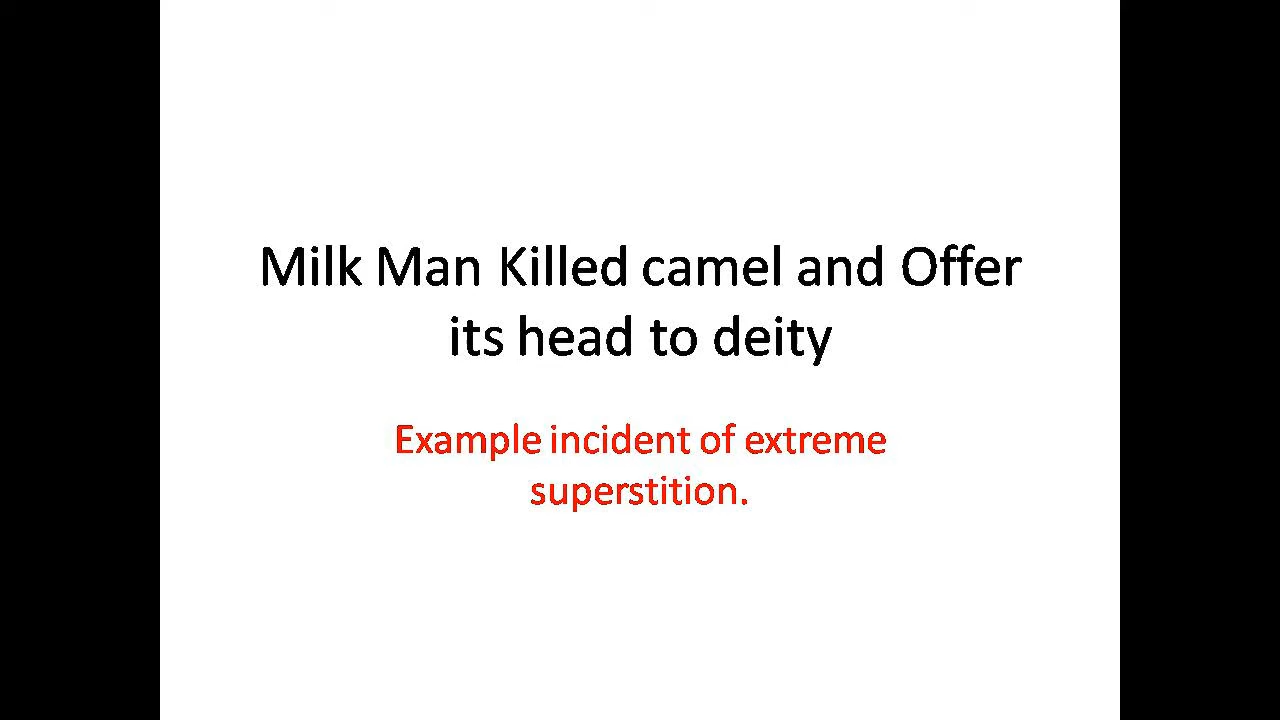 Milk Man Killed camel and Offer
its head to deity
Example incident of extreme
superstition.